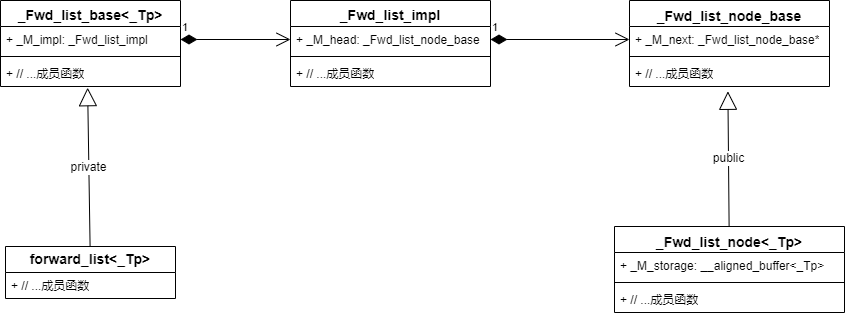 _Fwd_list_base<_Tp>
+ _M_impl: _Fwd_list_impl
+ // ...成员函数
1
_Fwd_list_impl
+ _M_head: _Fwd_list_node_base
+ // ...成员函数
1
_Fwd_list_node_base
+ _M_next: _Fwd_list_node_base*
+ // ...成员函数
private
public
forward_list<_Tp>
+ // ...成员函数
_Fwd_list_node<_Tp>
+ _M_storage: __aligned_buffer<_Tp>
+ // ...成员函数